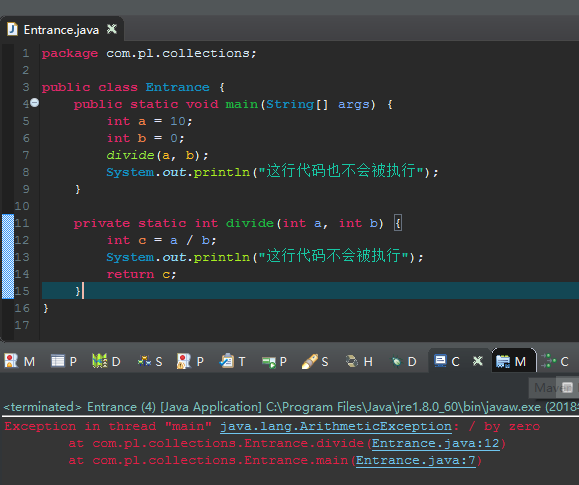 Entrance.java
1 package com.pl.collections;
2
3 public class Entrance {
4 public static void main(String[] args) {
5 int a = 10;
6 int b = 0;
7 divide(a, b);
8 System.out.println("这行代码也不会被执行");
9 }
10
11 private static int divide(int a, int b) {
12 int c = a / b;
13 System.out.println("这行代码不会被执行");
14 return c;
15 }
16 }
17
M P D S P T P S H D C M C
Maven
<terminated> Entrance (4) [Java Application] C:\Program Files\Java\jre1.8.0_60\bin\javaw.exe (2018
Exception in thread "main" java.lang.ArithmeticException: / by zero
at com.pl.collections.Entrance.divide(Entrance.java:12)
at com.pl.collections.Entrance.main(Entrance.java:7)